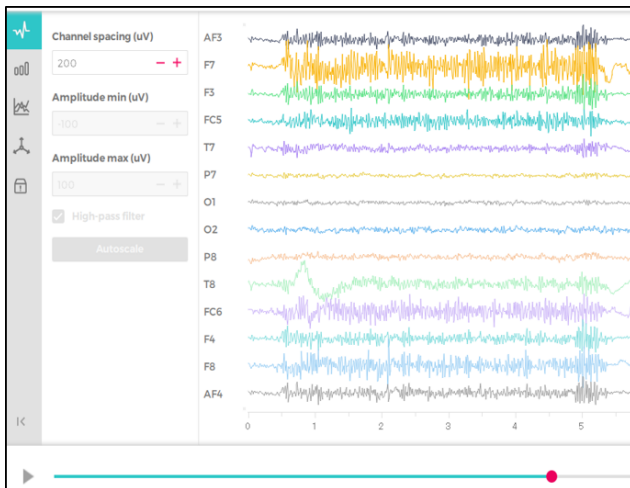 Channel spacing (uV)
200
Amplitude min (uV)
-100
Amplitude max (uV)
100
High-pass filter
Autoscale
AF3
F7
F3
FC5
T7
P7
O1
O2
P8
T8
FC6
F4
F8
AF4
0 1 2 3 4 5